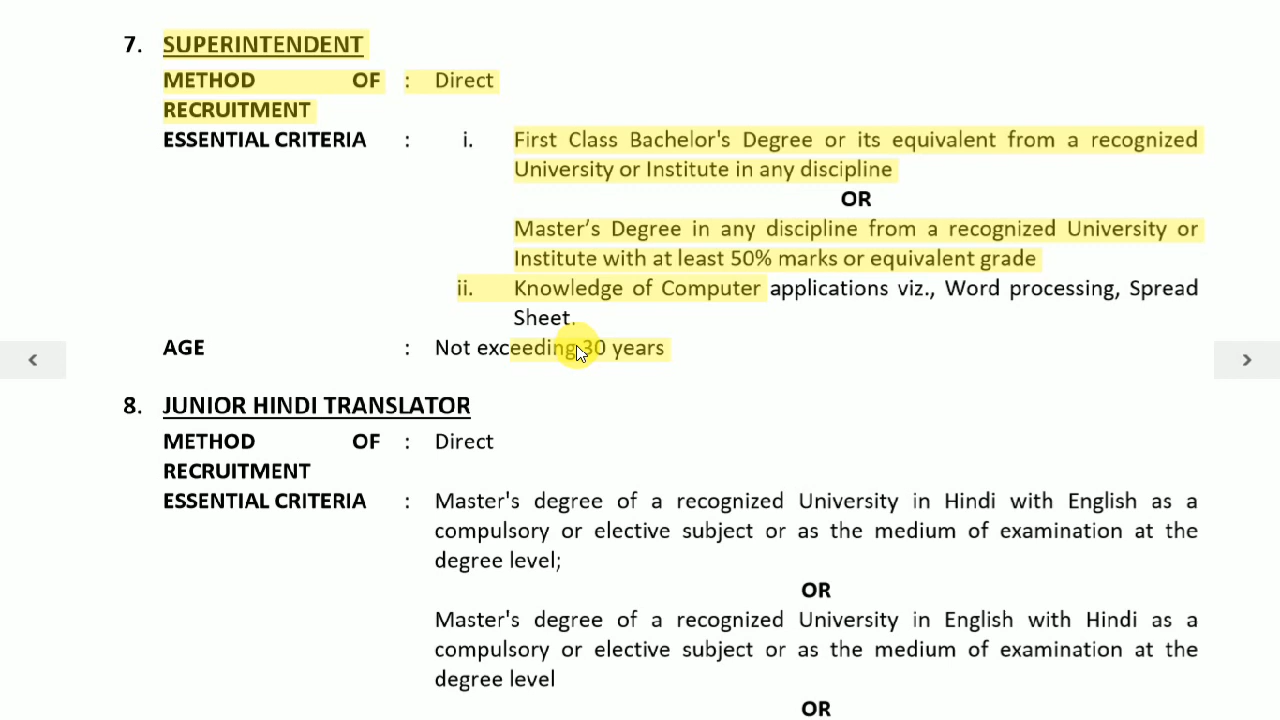 7. SUPERINTENDENT
METHOD OF : Direct
RECRUITMENT
ESSENTIAL CRITERIA : i. First Class Bachelor's Degree or its equivalent from a recognized
University or Institute in any discipline
OR
Master's Degree in any discipline from a recognized University or
Institute with at least 50% marks or equivalent grade
ii. Knowledge of Computer applications viz., Word processing, Spread
Sheet.
AGE : Not exceeding 30 years
8. JUNIOR HINDI TRANSLATOR
METHOD OF : Direct
RECRUITMENT
ESSENTIAL CRITERIA : Master's degree of a recognized University in Hindi with English as a
compulsory or elective subject or as the medium of examination at the
degree level;
OR
Master's degree of a recognized University in English with Hindi as a
compulsory or elective subject or as the medium of examination at the
degree level
OR